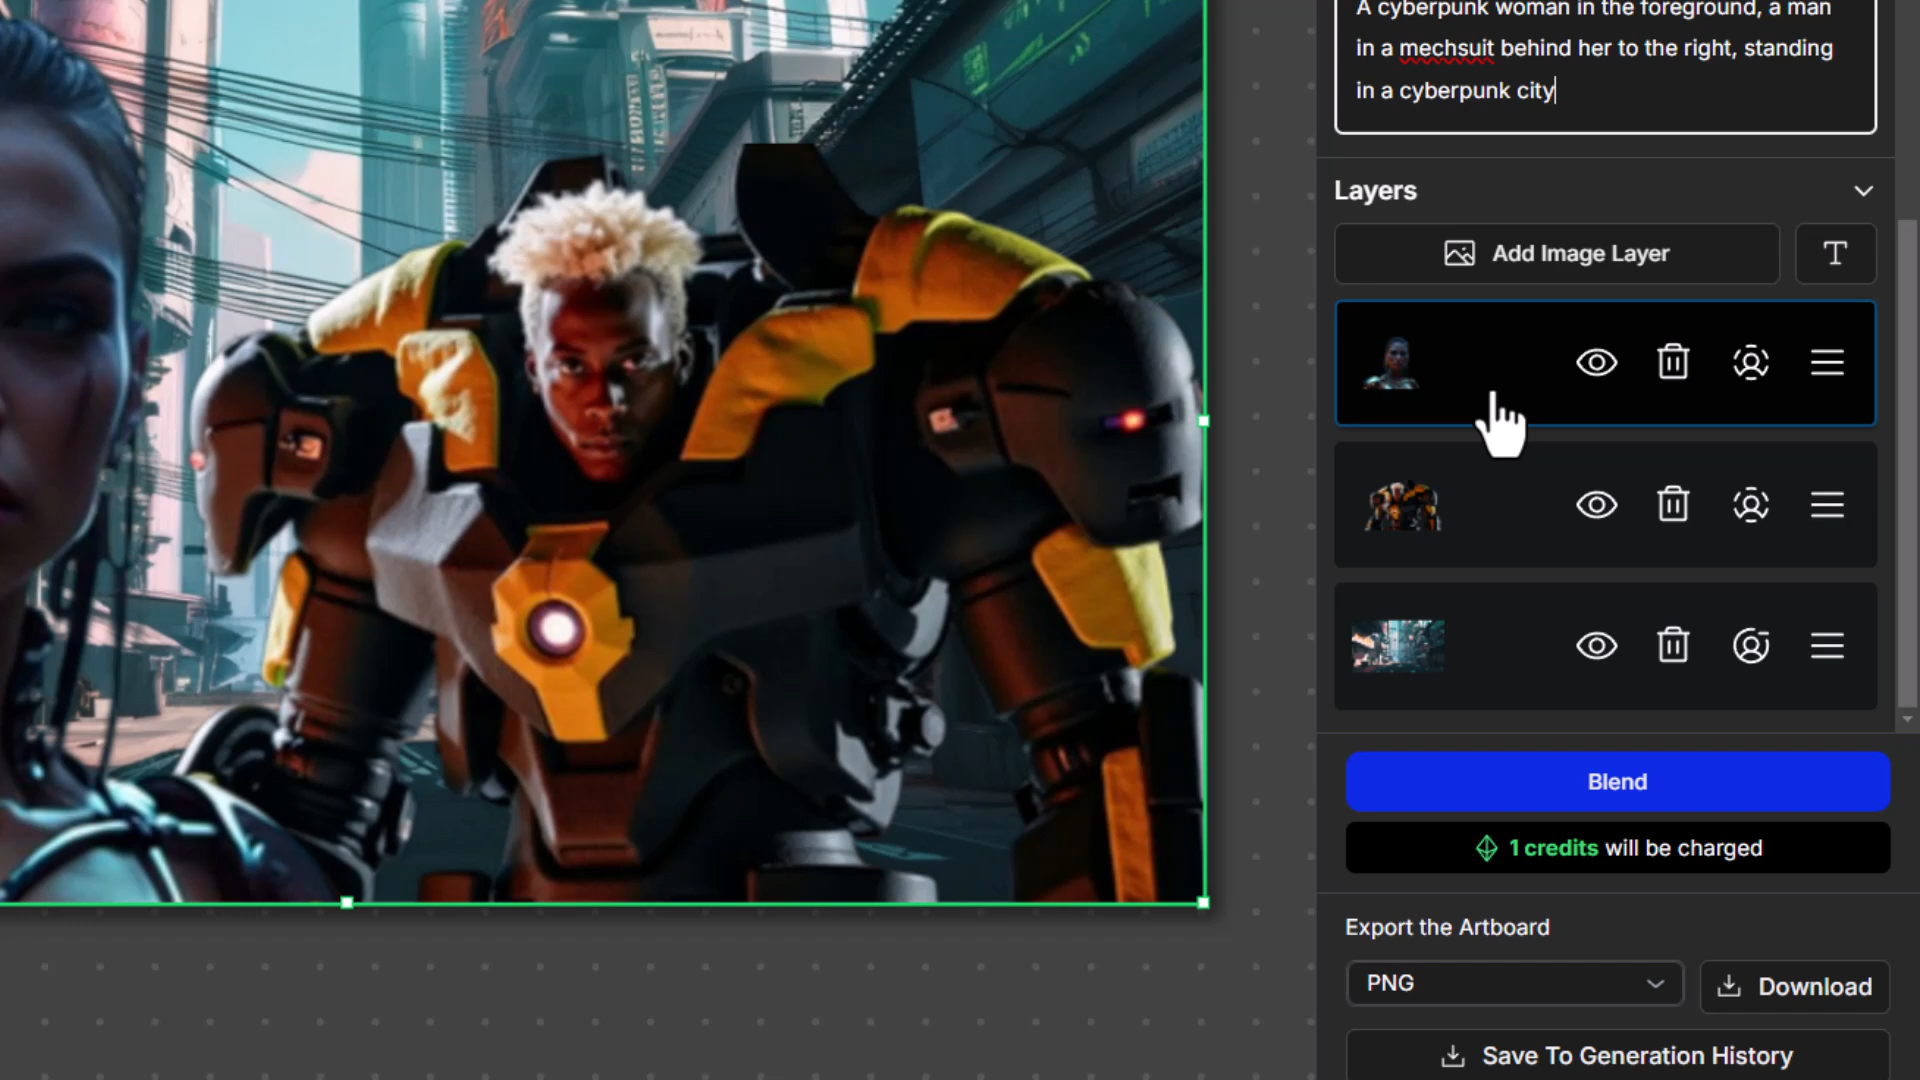 A cyberpunk woman in the foreground, a man
in a mechsuit behind her to the right, standing
in a cyberpunk city
Layers
Add Image Layer
T
Blend
1 credits will be charged
Export the Artboard
PNG
Download
Save To Generation History